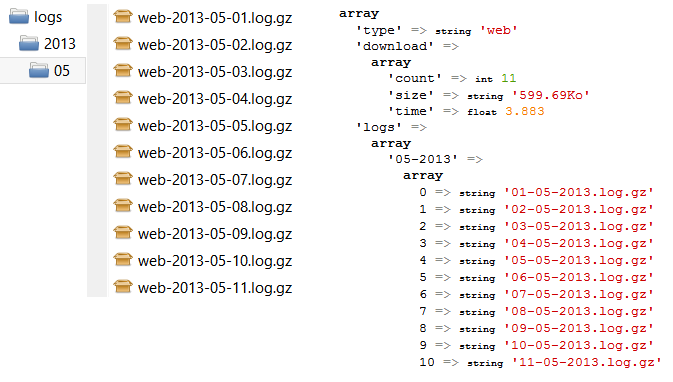 logs
2013
05
web-2013-05-01.log.gz
web-2013-05-02.log.gz
web-2013-05-03.log.gz
web-2013-05-04.log.gz
web-2013-05-05.log.gz
web-2013-05-06.log.gz
web-2013-05-07.log.gz
web-2013-05-08.log.gz
web-2013-05-09.log.gz
web-2013-05-10.log.gz
web-2013-05-11.log.gz
array
'type' => string 'web'
'download' =>
array
'count' => int 11
'size' => string '599.69Ko'
'time' => float 3.883
'logs' =>
array
'05-2013' =>
array
0 => string '01-05-2013.log.gz'
1 => string '02-05-2013.log.gz'
2 => string '03-05-2013.log.gz'
3 => string '04-05-2013.log.gz'
4 => string '05-05-2013.log.gz'
5 => string '06-05-2013.log.gz'
6 => string '07-05-2013.log.gz'
7 => string '08-05-2013.log.gz'
8 => string '09-05-2013.log.gz'
9 => string '10-05-2013.log.gz'
10 => string '11-05-2013.log.gz'